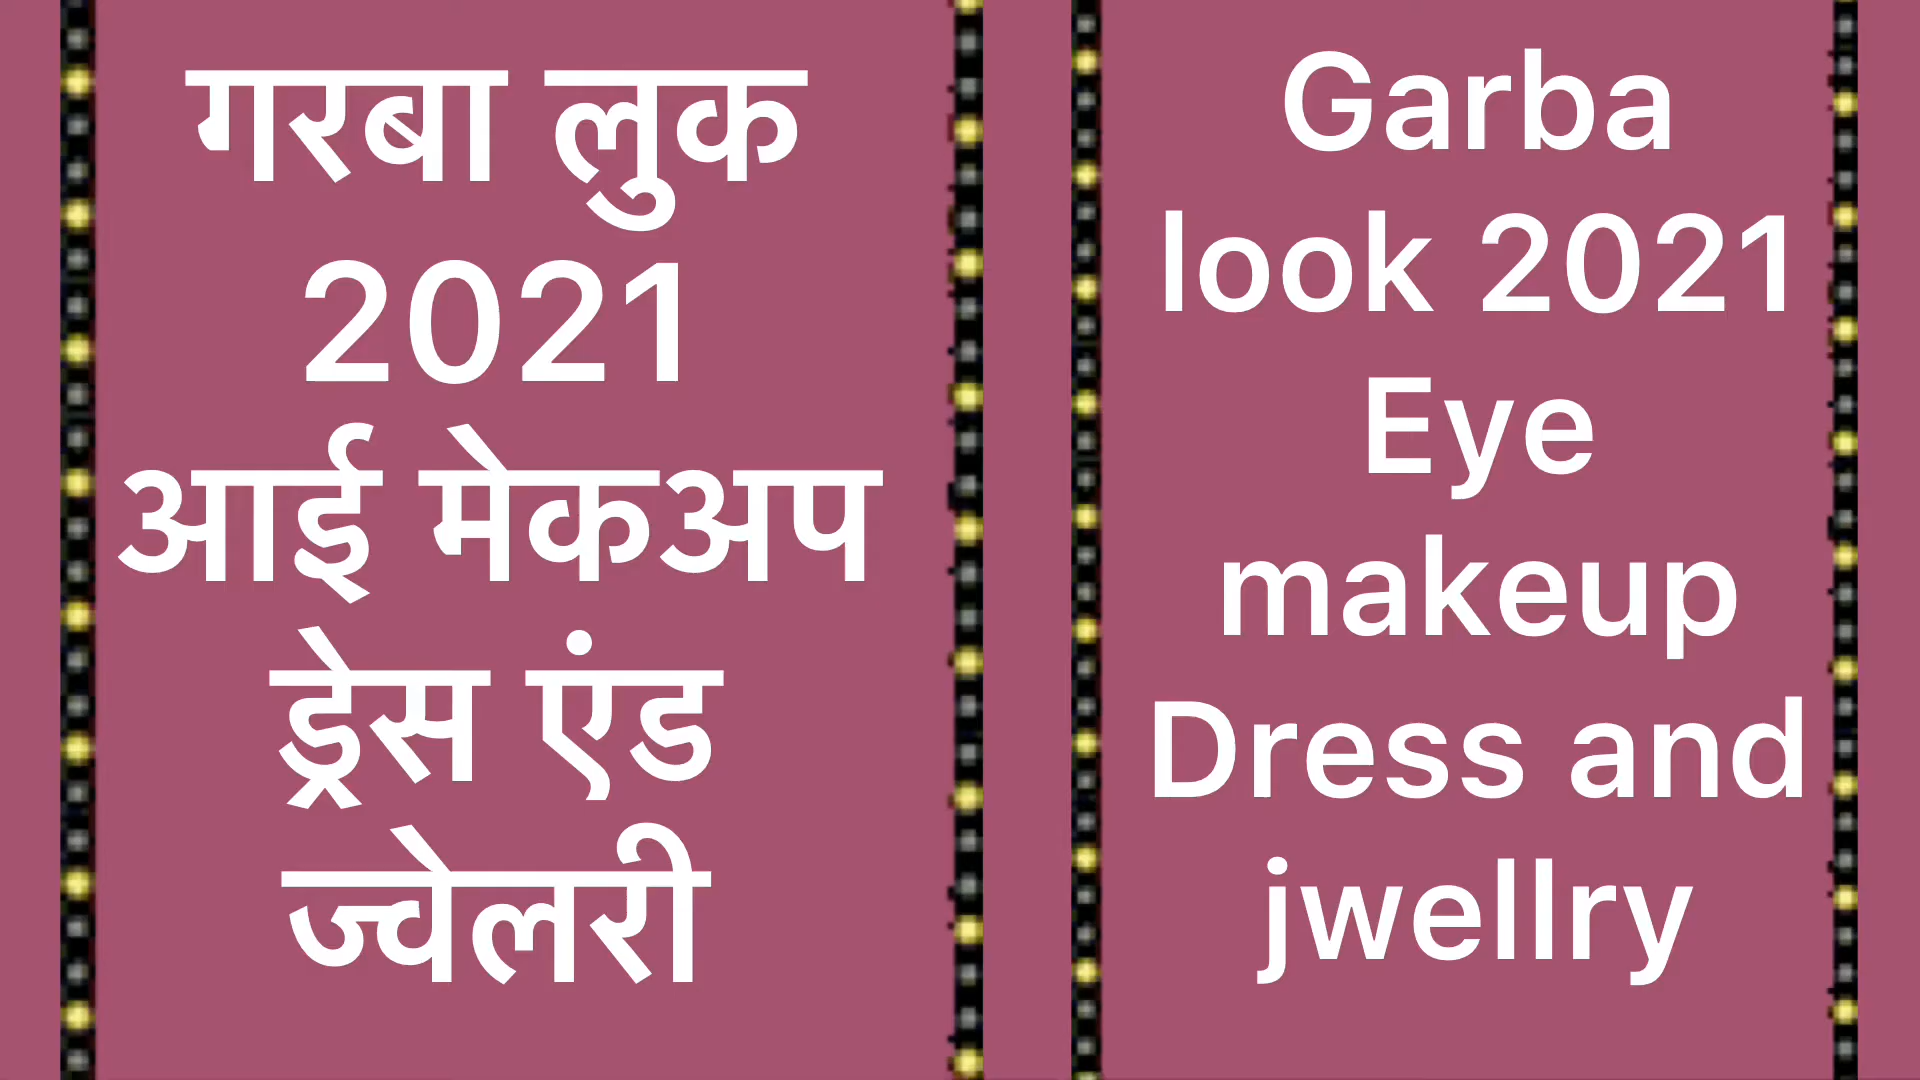 गरबा लुक
2021
आई मेकअप
ड्रेस एंड
ज्वेलरी
Garba
look 2021
Eye
makeup
Dress and
jwellry